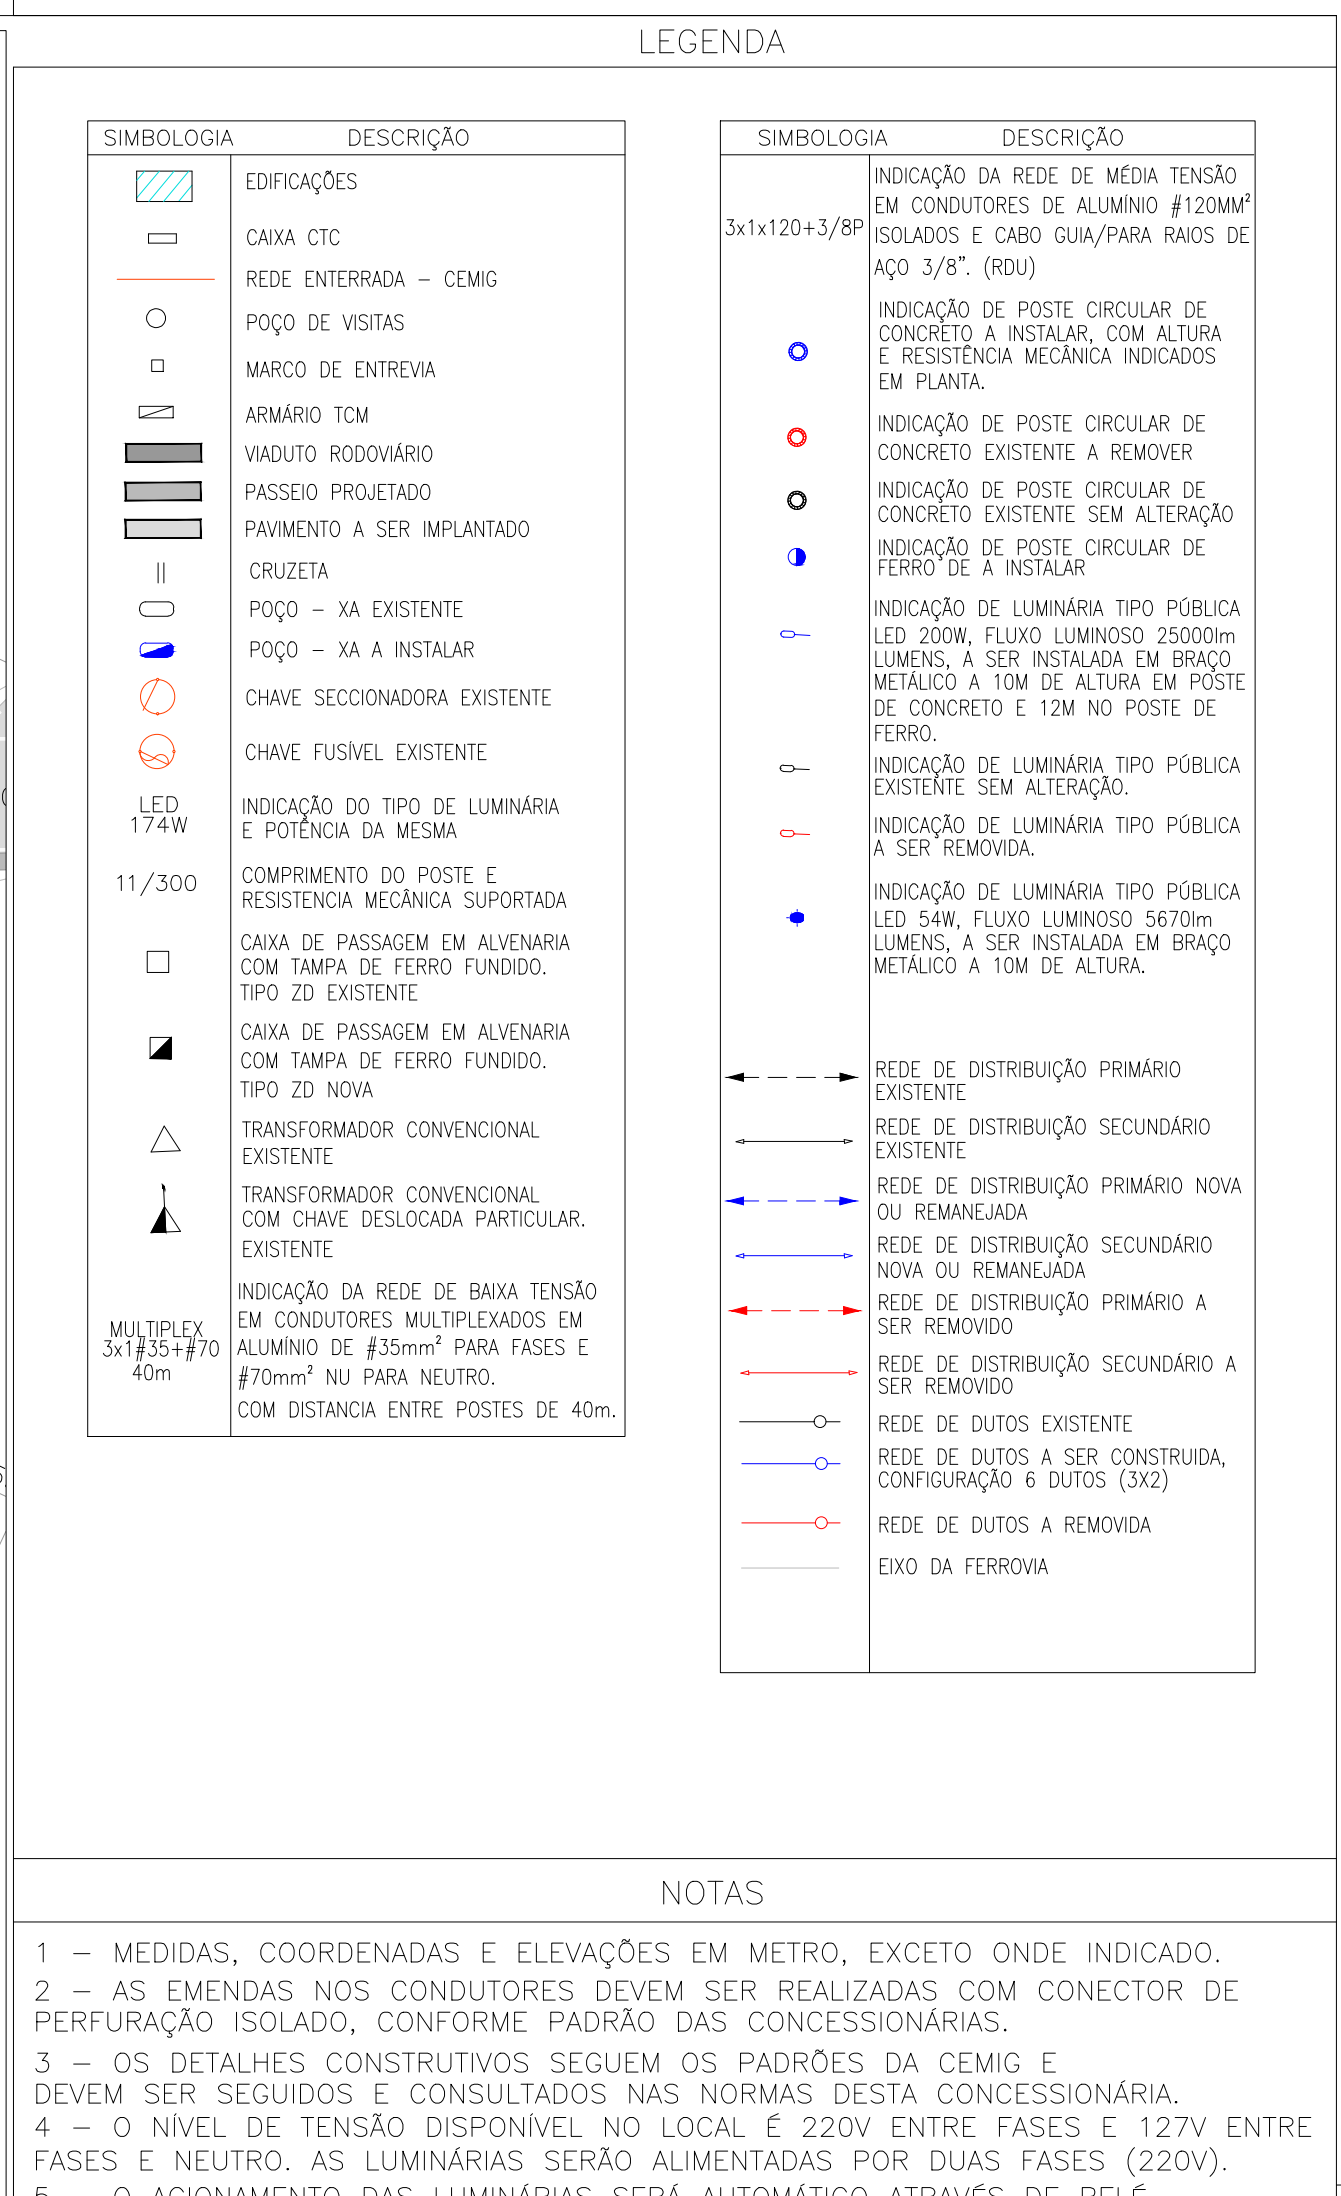 LEGENDA
SIMBOLOGIA DESCRIÇÃO
EDIFICAÇÕES
CAIXA CTC
REDE ENTERRADA – CEMIG
POÇO DE VISITAS
MARCO DE ENTREVIA
ARMÁRIO TCM
VIADUTO RODOVIÁRIO
PASSEIO PROJETADO
PAVIMENTO A SER IMPLANTADO
CRUZETA
POÇO – XA EXISTENTE
POÇO – XA A INSTALAR
CHAVE SECCIONADORA EXISTENTE
CHAVE FUSÍVEL EXISTENTE
LED
174W
INDICAÇÃO DO TIPO DE LUMINÁRIA
E POTÊNCIA DA MESMA
11/300
COMPRIMENTO DO POSTE E
RESISTENCIA MECÂNICA SUPORTADA
CAIXA DE PASSAGEM EM ALVENARIA
COM TAMPA DE FERRO FUNDIDO.
TIPO ZD EXISTENTE
CAIXA DE PASSAGEM EM ALVENARIA
COM TAMPA DE FERRO FUNDIDO.
TIPO ZD NOVA
TRANSFORMADOR CONVENCIONAL
EXISTENTE
TRANSFORMADOR CONVENCIONAL
COM CHAVE DESLOCADA PARTICULAR.
EXISTENTE
MULTIPLEX
3x1#35+#70
40m
INDICAÇÃO DA REDE DE BAIXA TENSÃO
EM CONDUTORES MULTIPLEXADOS EM
ALUMÍNIO DE #35mm² PARA FASES E
#70mm² NU PARA NEUTRO.
COM DISTANCIA ENTRE POSTES DE 40m.
SIMBOLOGIA DESCRIÇÃO
3x1x120+3/8P
INDICAÇÃO DA REDE DE MÉDIA TENSÃO
EM CONDUTORES DE ALUMÍNIO #120MM²
ISOLADOS E CABO GUIA/PARA RAIOS DE
AÇO 3/8”. (RDU)
INDICAÇÃO DE POSTE CIRCULAR DE
CONCRETO A INSTALAR, COM ALTURA
E RESISTÊNCIA MECÂNICA INDICADOS
EM PLANTA.
INDICAÇÃO DE POSTE CIRCULAR DE
CONCRETO EXISTENTE A REMOVER
INDICAÇÃO DE POSTE CIRCULAR DE
CONCRETO EXISTENTE SEM ALTERAÇÃO
INDICAÇÃO DE POSTE CIRCULAR DE
FERRO DE A INSTALAR
INDICAÇÃO DE LUMINÁRIA TIPO PÚBLICA
LED 200W, FLUXO LUMINOSO 25000lm
LUMENS, A SER INSTALADA EM BRAÇO
METÁLICO A 10M DE ALTURA EM POSTE
DE CONCRETO E 12M NO POSTE DE
FERRO.
INDICAÇÃO DE LUMINÁRIA TIPO PÚBLICA
EXISTENTE SEM ALTERAÇÃO.
INDICAÇÃO DE LUMINÁRIA TIPO PÚBLICA
A SER REMOVIDA.
INDICAÇÃO DE LUMINÁRIA TIPO PÚBLICA
LED 54W, FLUXO LUMINOSO 5670lm
LUMENS, A SER INSTALADA EM BRAÇO
METÁLICO A 10M DE ALTURA.
REDE DE DISTRIBUIÇÃO PRIMÁRIO
EXISTENTE
REDE DE DISTRIBUIÇÃO SECUNDÁRIO
EXISTENTE
REDE DE DISTRIBUIÇÃO PRIMÁRIO NOVA
OU REMANEJADA
REDE DE DISTRIBUIÇÃO SECUNDÁRIO
NOVA OU REMANEJADA
REDE DE DISTRIBUIÇÃO PRIMÁRIO A
SER REMOVIDO
REDE DE DISTRIBUIÇÃO SECUNDÁRIO A
SER REMOVIDO
REDE DE DUTOS EXISTENTE
REDE DE DUTOS A SER CONSTRUIDA,
CONFIGURAÇÃO 6 DUTOS (3X2)
REDE DE DUTOS A REMOVIDA
EIXO DA FERROVIA
NOTAS
1 – MEDIDAS, COORDENADAS E ELEVAÇÕES EM METRO, EXCETO ONDE INDICADO.
2 – AS EMENDAS NOS CONDUTORES DEVEM SER REALIZADAS COM CONECTOR DE
PERFURAÇÃO ISOLADO, CONFORME PADRÃO DAS CONCESSIONÁRIAS.
3 – OS DETALHES CONSTRUTIVOS SEGUEM OS PADRÕES DA CEMIG E
DEVEM SER SEGUIDOS E CONSULTADOS NAS NORMAS DESTA CONCESSIONÁRIA.
4 – O NÍVEL DE TENSÃO DISPONÍVEL NO LOCAL É 220V ENTRE FASES E 127V ENTRE
FASES E NEUTRO. AS LUMINÁRIAS SERÃO ALIMENTADAS POR DUAS FASES (220V).
5 – O ACIONAMENTO DAS LUMINÁRIAS SERÁ AUTOMÁTICO ATRAVÉS DE RELÉ